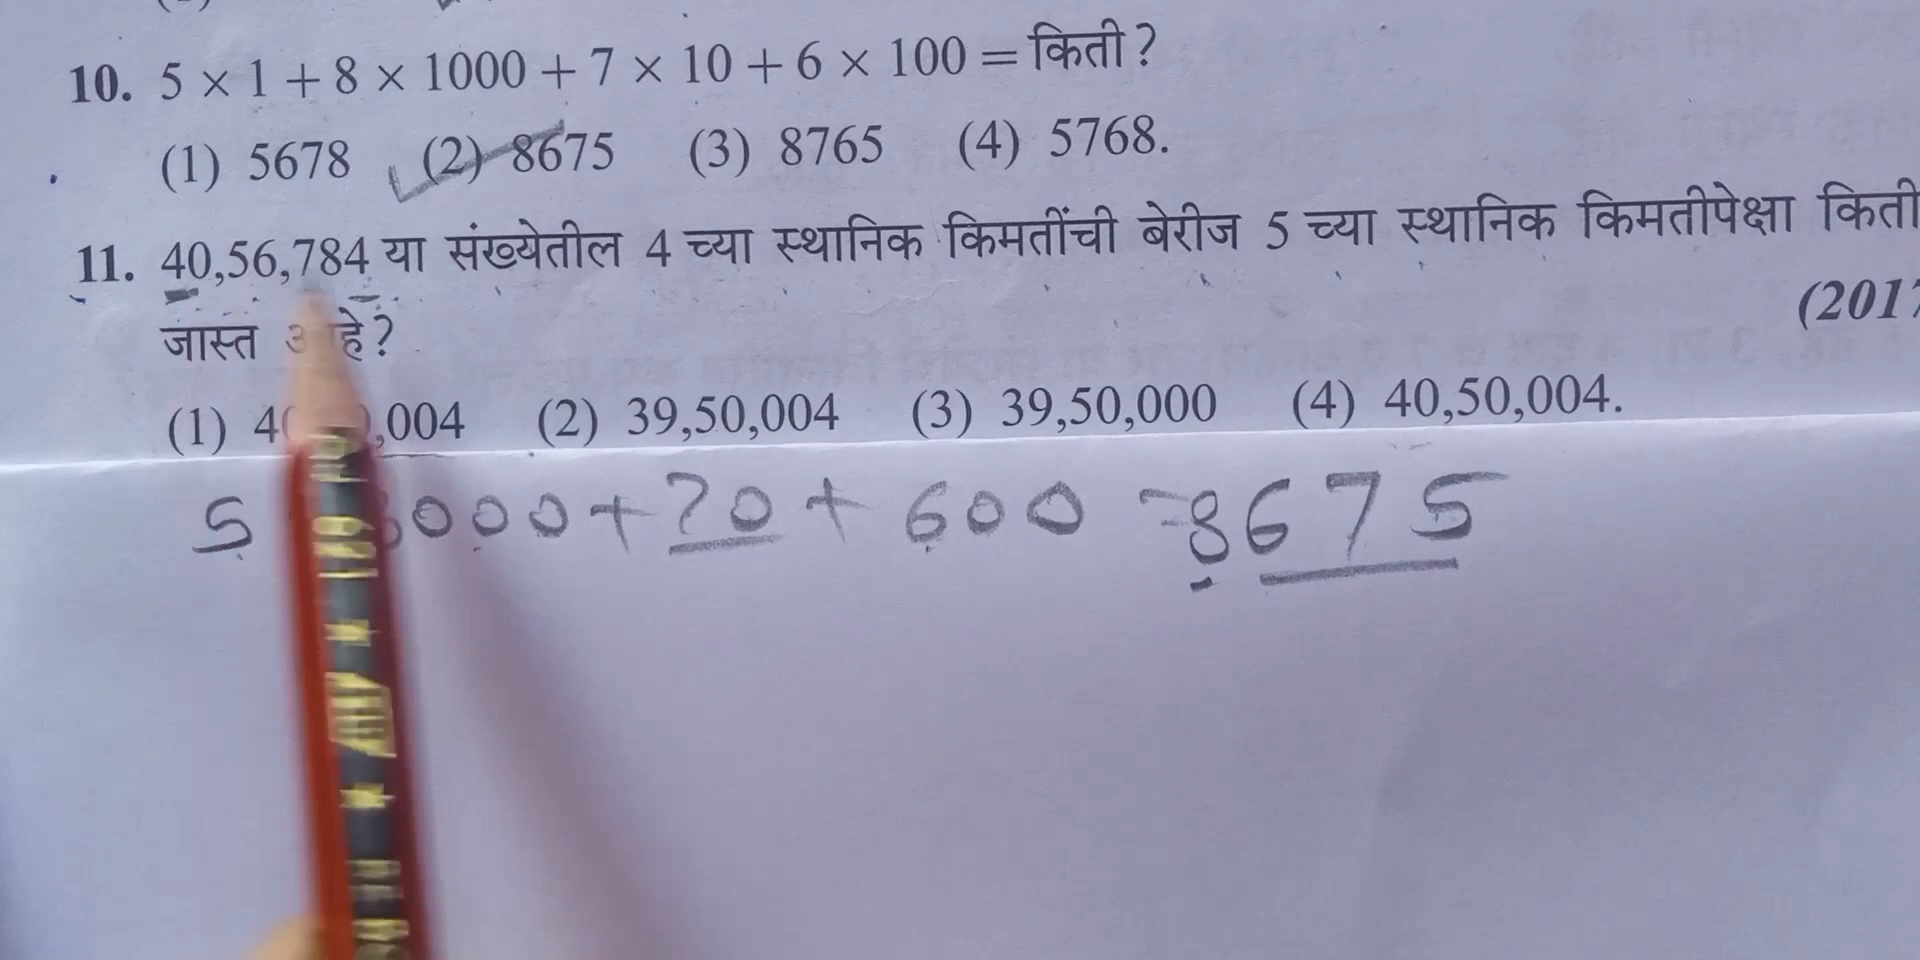 10. 5 × 1 + 8 × 1000 + 7 × 10 + 6 × 100 = किती?
(1) 5678 (2) 8675 (3) 8765 (4) 5768.
11. 40,56,784 या संख्येतील 4 च्या स्थानिक किमतींची बेरीज 5 च्या स्थानिक किमतीपेक्षा किती
(201
जास्त
(1) ,004 (2) 39,50,004 (3) 39,50,000 (4) 40,50,004.
5 000 + 70 + 600 = 8675